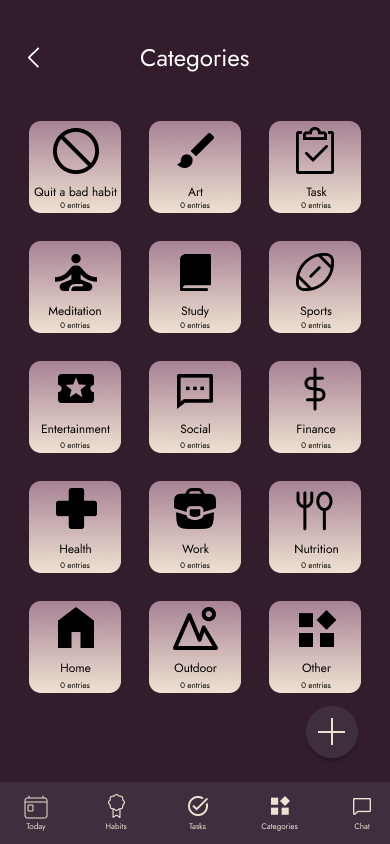 Categories
Quit a bad habit
0 entries
Art
0 entries
Task
0 entries
Meditation
0 entries
Study
0 entries
Sports
0 entries
Entertainment
0 entries
Social
0 entries
Finance
0 entries
Health
0 entries
Work
0 entries
Nutrition
0 entries
Home
0 entries
Outdoor
0 entries
Other
0 entries
Today
Habits
Tasks
Categories
Chat